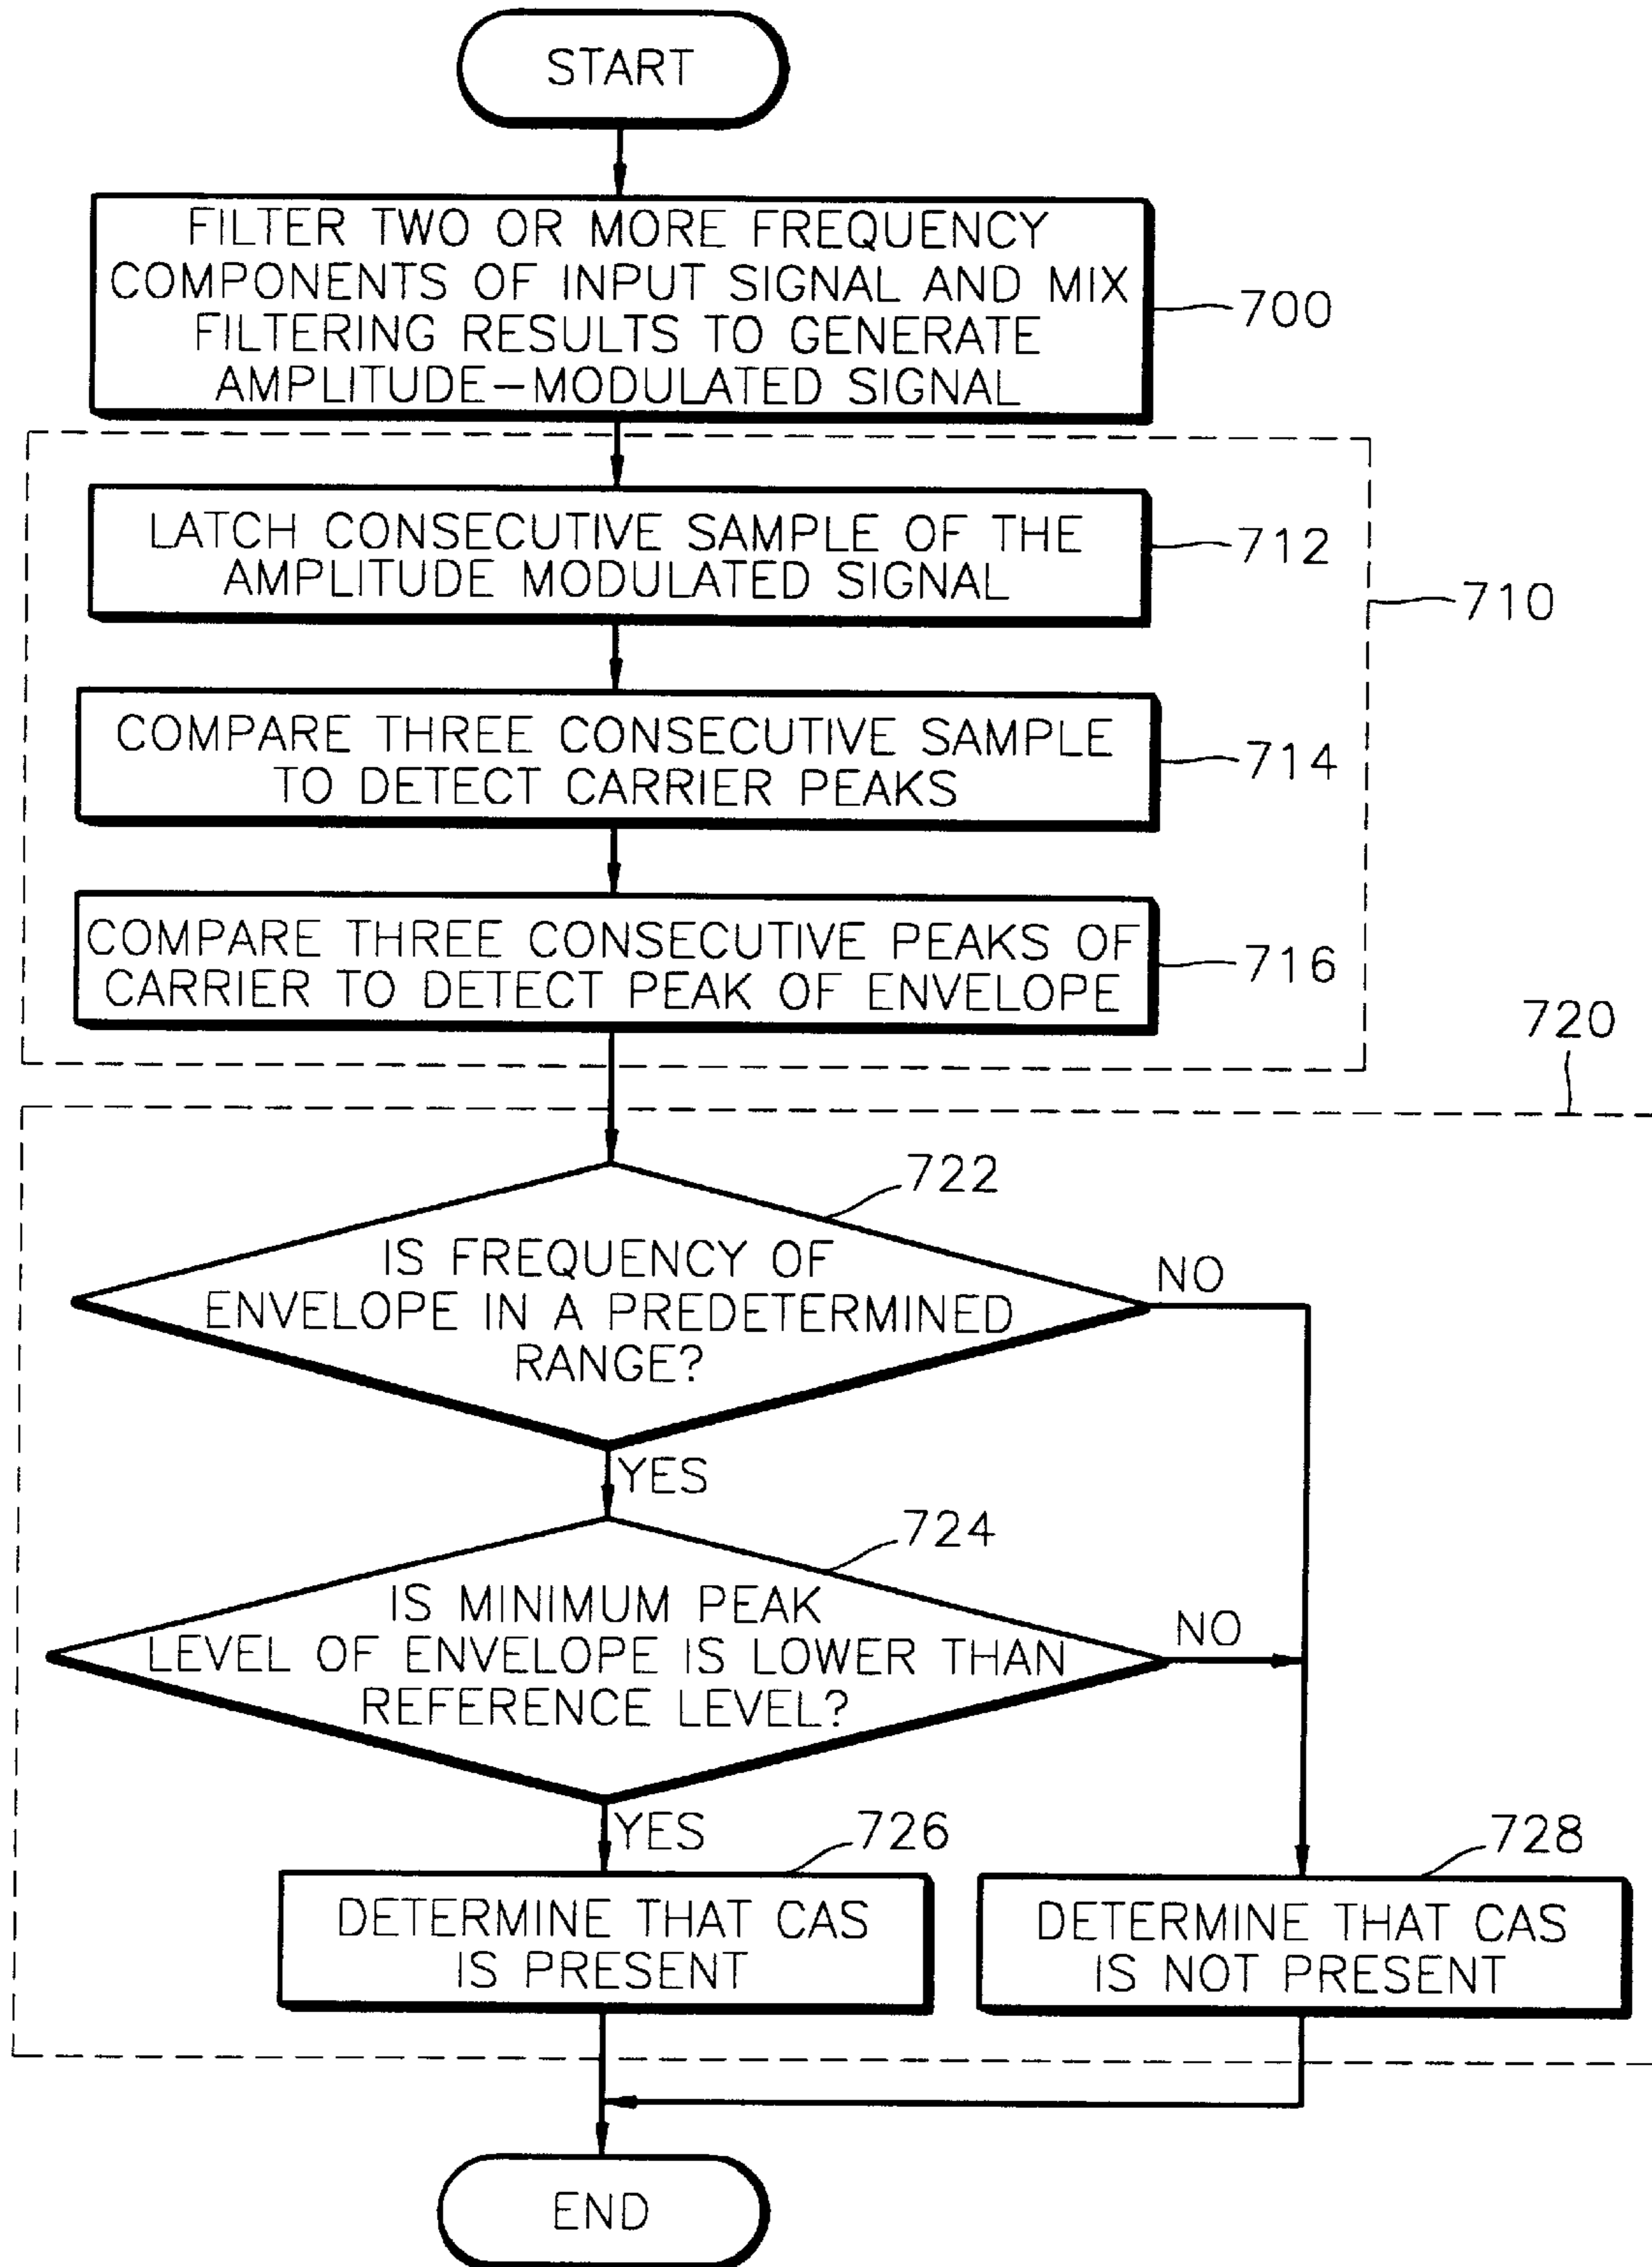 START
FILTER TWO OR MORE FREQUENCY
COMPONENTS OF INPUT SIGNAL AND MIX
FILTERING RESULTS TO GENERATE
AMPLITUDE-MODULATED SIGNAL
700
LATCH CONSECUTIVE SAMPLE OF THE
AMPLITUDE MODULATED SIGNAL
712
710
COMPARE THREE CONSECUTIVE SAMPLE
TO DETECT CARRIER PEAKS
714
COMPARE THREE CONSECUTIVE PEAKS OF
CARRIER TO DETECT PEAK OF ENVELOPE
716
720
722
IS FREQUENCY OF
ENVELOPE IN A PREDETERMINED
RANGE?
NO
YES
724
IS MINIMUM PEAK
LEVEL OF ENVELOPE IS LOWER THAN
REFERENCE LEVEL?
NO
YES
726
DETERMINE THAT CAS
IS PRESENT
728
DETERMINE THAT CAS
IS NOT PRESENT
END